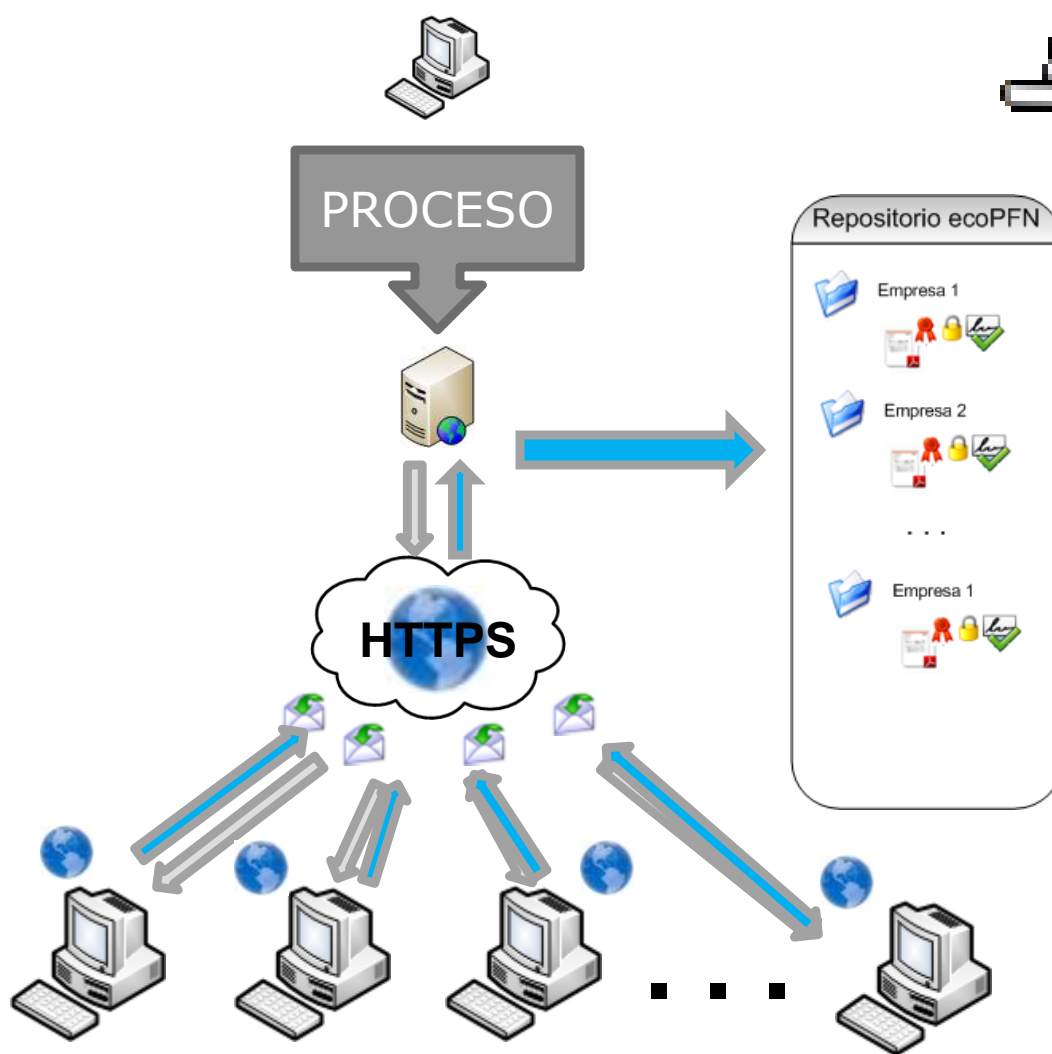 PROCESO
Repositorio ecoPFN
Empresa 1
Empresa 2
. . .
Empresa 1
HTTPS
. . .